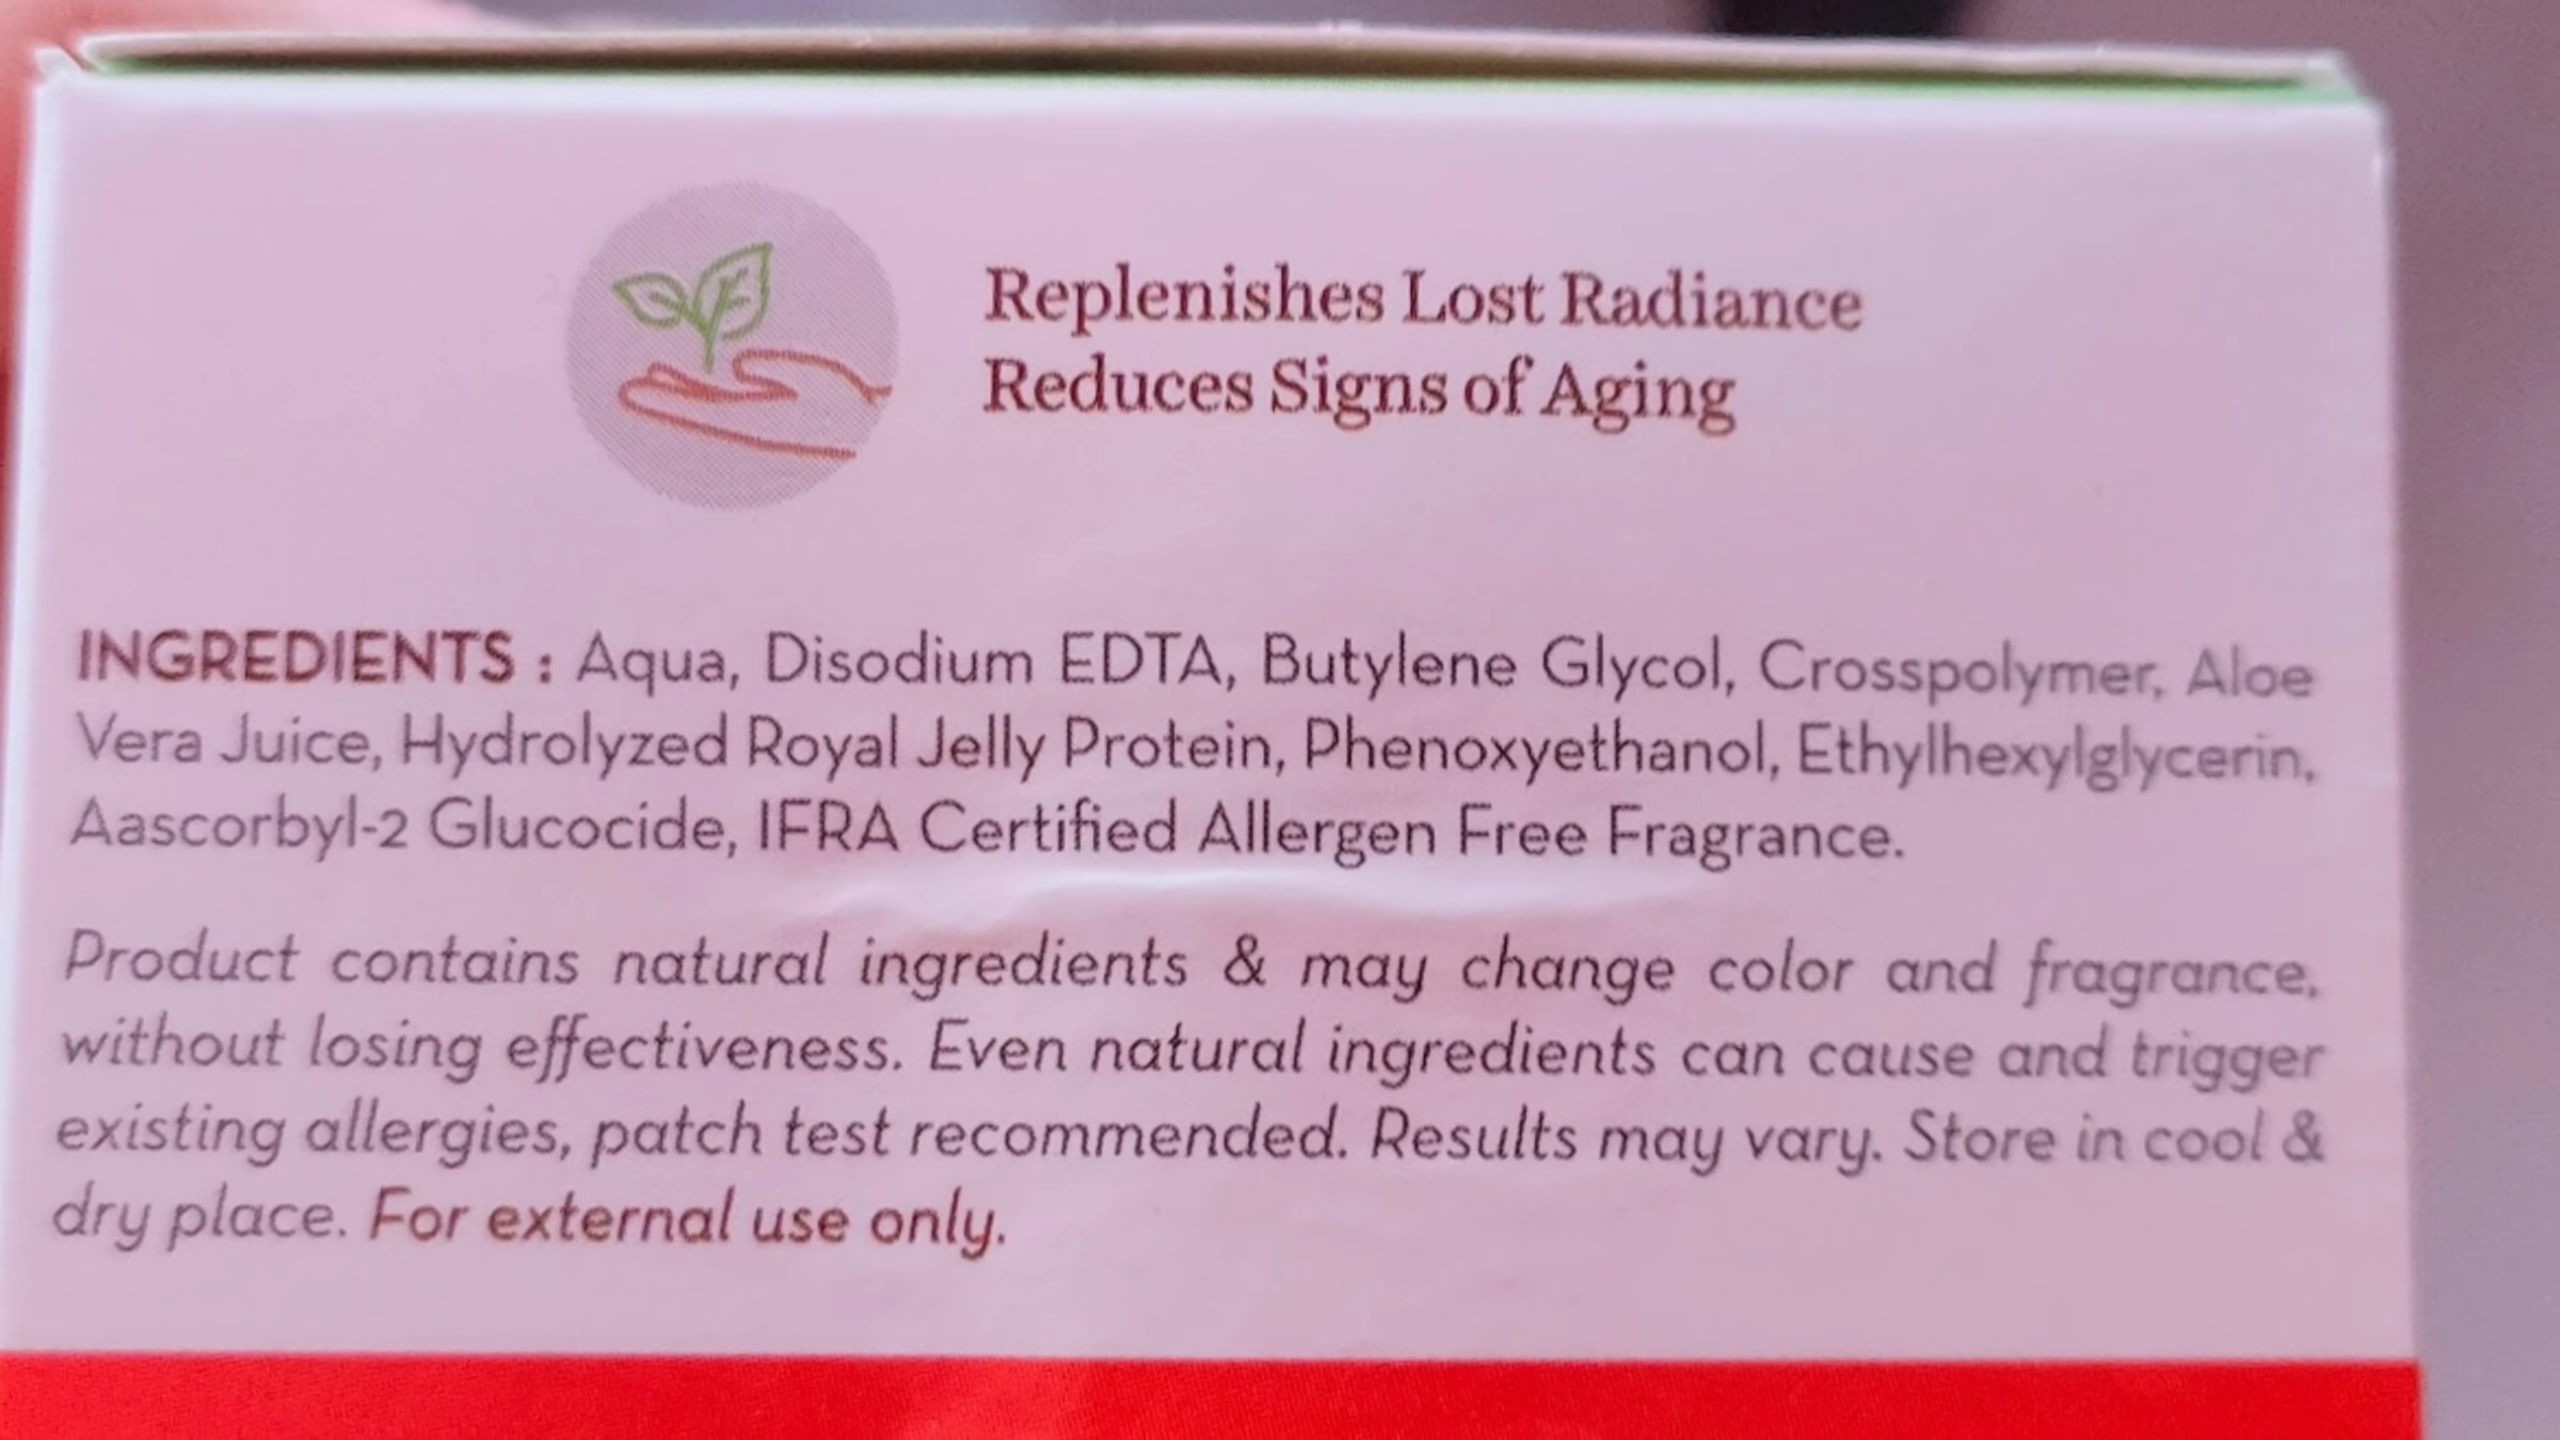 Replenishes Lost Radiance
Reduces Signs of Aging
INGREDIENTS : Aqua, Disodium EDTA, Butylene Glycol, Crosspolymer, Aloe
Vera Juice, Hydrolyzed Royal Jelly Protein, Phenoxyethanol, Ethylhexylglycerin,
Aascorbyl-2 Glucocide, IFRA Certified Allergen Free Fragrance.
Product contains natural ingredients & may change color and fragrance,
without losing effectiveness. Even natural ingredients can cause and trigger
existing allergies, patch test recommended. Results may vary. Store in cool &
dry place. For external use only.